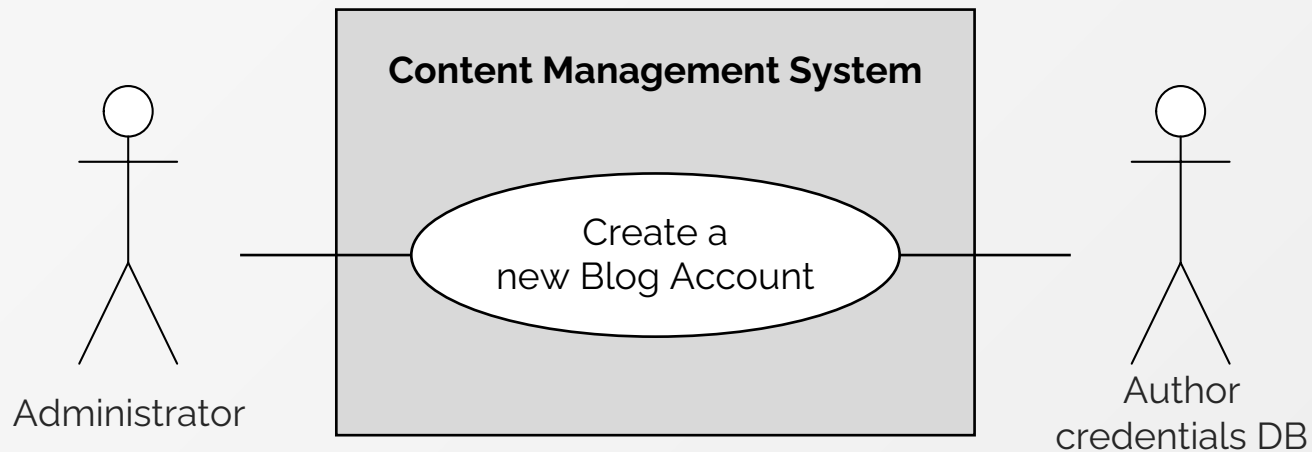 Content Management System
Create a
new Blog Account
Administrator
Author
credentials DB